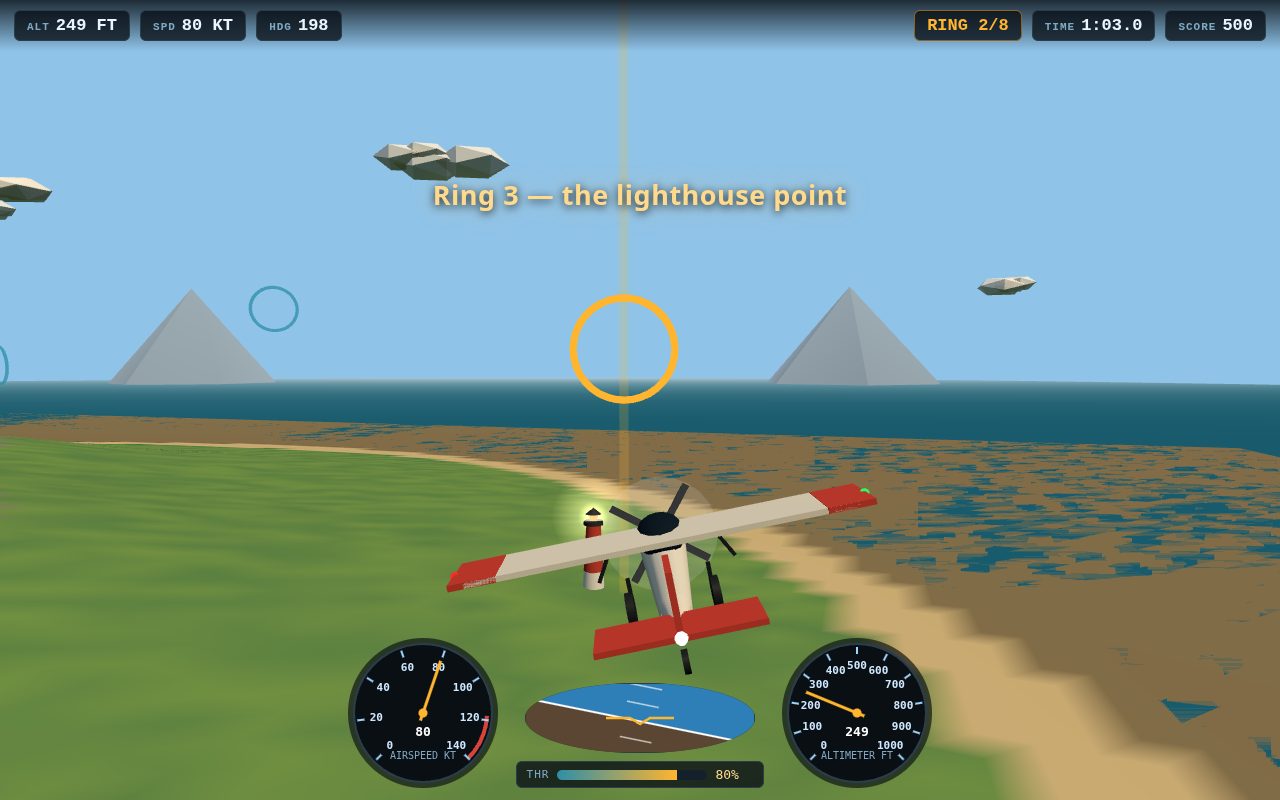 ALT 249 FT
SPD 80 KT
HDG 198
RING 2/8
TIME 1:03.0
SCORE 500
Ring 3 — the lighthouse point
0
20
40
60
80
100
120
140
80
AIRSPEED KT
0
100
200
300
400
500
600
700
800
900
1000
249
ALTIMETER FT
THR 80%